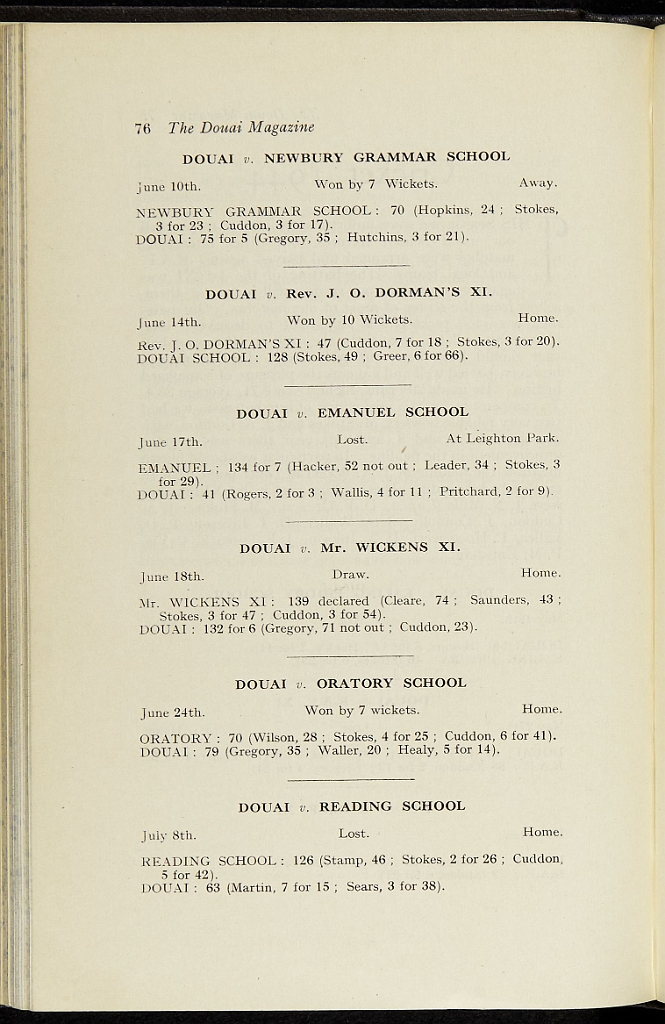 76 The Douai Magazine
DOUAI v. NEWBURY GRAMMAR SCHOOL
June 10th. Won by 7 Wickets. Away.
NEWBURY GRAMMAR SCHOOL : 70 (Hopkins, 24 ; Stokes,
3 for 23 ; Cuddon, 3 for 17).
DOUAI : 75 for 5 (Gregory, 35 ; Hutchins, 3 for 21).
DOUAI v. Rev. J. O. DORMAN'S XI.
June 14th. Won by 10 Wickets. Home.
Rev. J. O. DORMAN'S XI : 47 (Cuddon, 7 for 18 ; Stokes, 3 for 20).
DOUAI SCHOOL : 128 (Stokes, 49 ; Greer, 6 for 66).
DOUAI v. EMANUEL SCHOOL
June 17th. Lost. At Leighton Park.
EMANUEL ; 134 for 7 (Hacker, 52 not out ; Leader, 34 ; Stokes, 3
for 29).
DOUAI : 41 (Rogers, 2 for 3 ; Wallis, 4 for 11 ; Pritchard, 2 for 9).
DOUAI v. Mr. WICKENS XI.
June 18th. Draw. Home.
Mr. WICKENS XI : 139 declared (Cleare, 74 ; Saunders, 43 ;
Stokes, 3 for 47 ; Cuddon, 3 for 54).
DOUAI : 132 for 6 (Gregory, 71 not out ; Cuddon, 23).
DOUAI v. ORATORY SCHOOL
June 24th. Won by 7 wickets. Home.
ORATORY : 70 (Wilson, 28 ; Stokes, 4 for 25 ; Cuddon, 6 for 41).
DOUAI : 79 (Gregory, 35 ; Waller, 20 ; Healy, 5 for 14).
DOUAI v. READING SCHOOL
July 8th. Lost. Home.
READING SCHOOL : 126 (Stamp, 46 ; Stokes, 2 for 26 ; Cuddon,
5 for 42).
DOUAI : 63 (Martin, 7 for 15 ; Sears, 3 for 38).